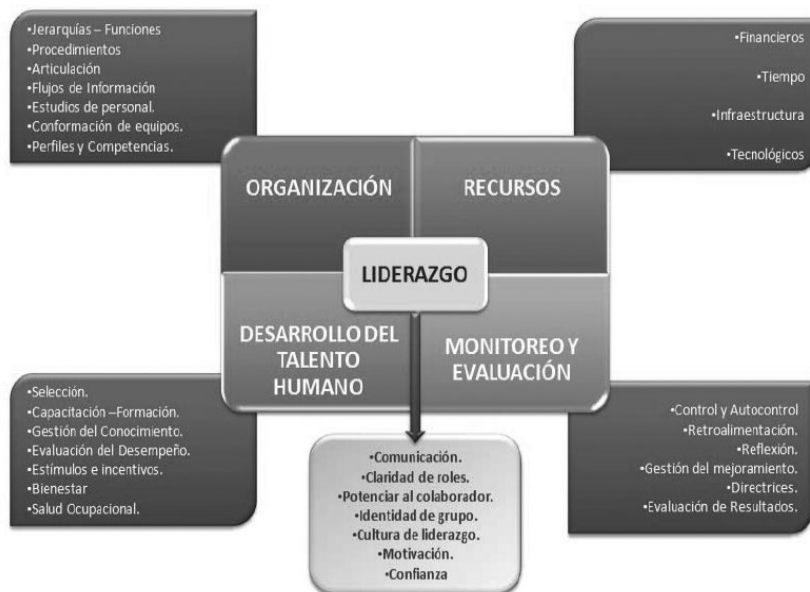 •Jerarquías – Funciones
•Procedimientos
•Articulación
•Flujos de Información
•Estudios de personal.
•Conformación de equipos.
•Perfiles y Competencias.
•Financieros
•Tiempo
•Infraestructura
•Tecnológicos
ORGANIZACIÓN
RECURSOS
LIDERAZGO
DESARROLLO DEL
TALENTO
HUMANO
MONITOREO Y
EVALUACIÓN
•Selección.
•Capacitación –Formación.
•Gestión del Conocimiento.
•Evaluación del Desempeño.
•Estímulos e incentivos.
•Bienestar
•Salud Ocupacional.
•Comunicación.
•Claridad de roles.
•Potenciar al colaborador.
•Identidad de grupo.
•Cultura de liderazgo.
•Motivación.
•Confianza
•Control y Autocontrol
•Retroalimentación.
•Reflexión.
•Gestión del mejoramiento.
•Directrices.
•Evaluación de Resultados.